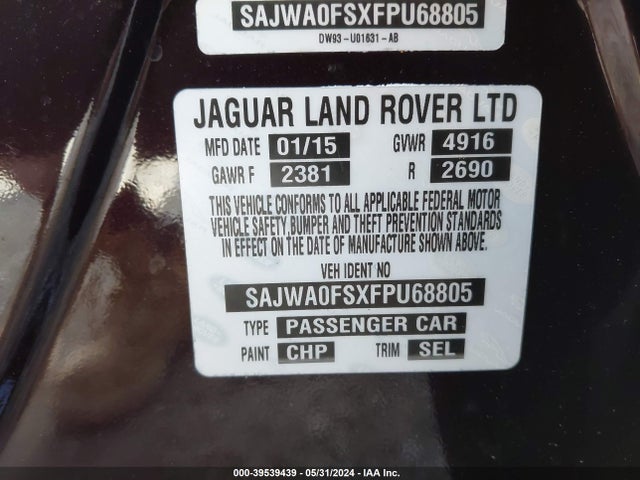 SAJWA0FSXFPU68805
DW93-U01631-AB
JAGUAR LAND ROVER LTD
MFD DATE 01/15 GVWR 4916
GAWR F 2381 R 2690
THIS VEHICLE CONFORMS TO ALL APPLICABLE FEDERAL MOTOR
VEHICLE SAFETY,BUMPER AND THEFT PREVENTION STANDARDS
IN EFFECT ON THE DATE OF MANUFACTURE SHOWN ABOVE.
VEH IDENT NO
SAJWA0FSXFPU68805
TYPE PASSENGER CAR
PAINT CHP TRIM SEL
000-39539439 - 05/31/2024 - IAA Inc.